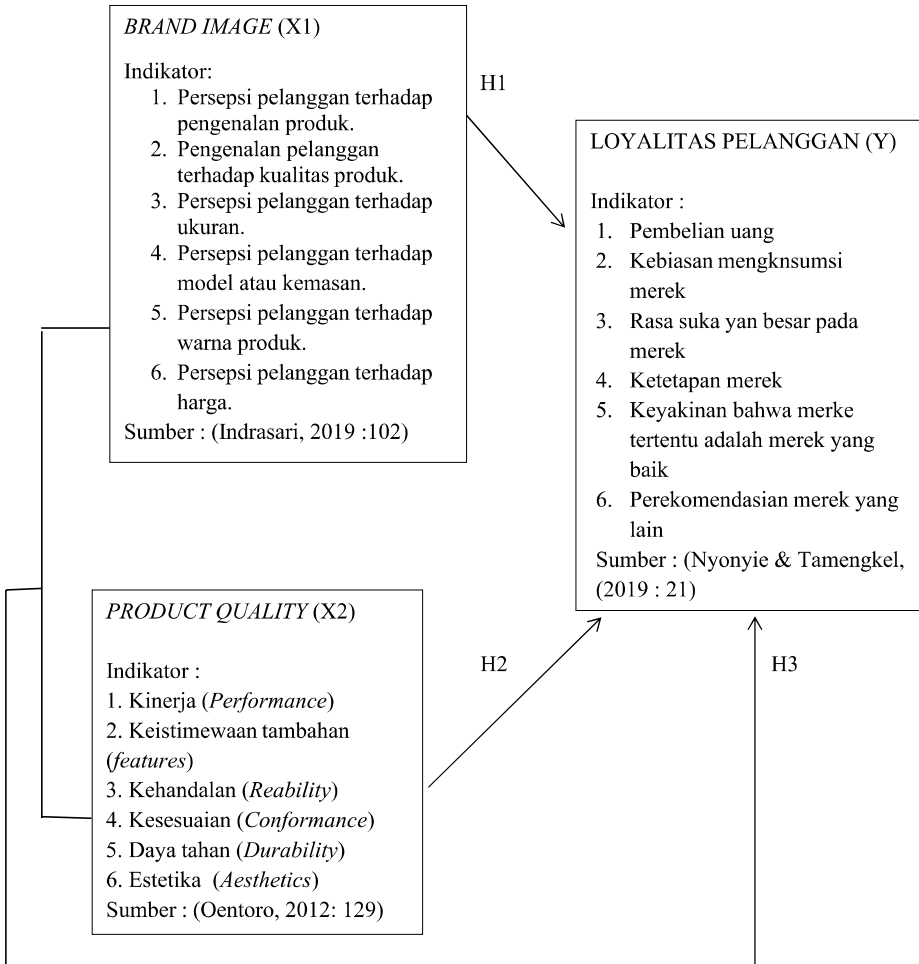 BRAND IMAGE (X1)
Indikator:
1. Persepsi pelanggan terhadap
pengenalan produk.
2. Pengenalan pelanggan
terhadap kualitas produk.
3. Persepsi pelanggan terhadap
ukuran.
4. Persepsi pelanggan terhadap
model atau kemasan.
5. Persepsi pelanggan terhadap
warna produk.
6. Persepsi pelanggan terhadap
harga.
Sumber : (Indrasari, 2019 :102)
H1
LOYALITAS PELANGGAN (Y)
Indikator :
1. Pembelian uang
2. Kebiasan mengknsumsi
merek
3. Rasa suka yan besar pada
merek
4. Ketetapan merek
5. Keyakinan bahwa merke
tertentu adalah merek yang
baik
6. Perekomendasian merek yang
lain
Sumber : (Nyonyie & Tamengkel,
(2019 : 21)
PRODUCT QUALITY (X2)
Indikator :
1. Kinerja (Performance)
2. Keistimewaan tambahan
(features)
3. Kehandalan (Reability)
4. Kesesuaian (Conformance)
5. Daya tahan (Durability)
6. Estetika (Aesthetics)
Sumber : (Oentoro, 2012: 129)
H2
H3